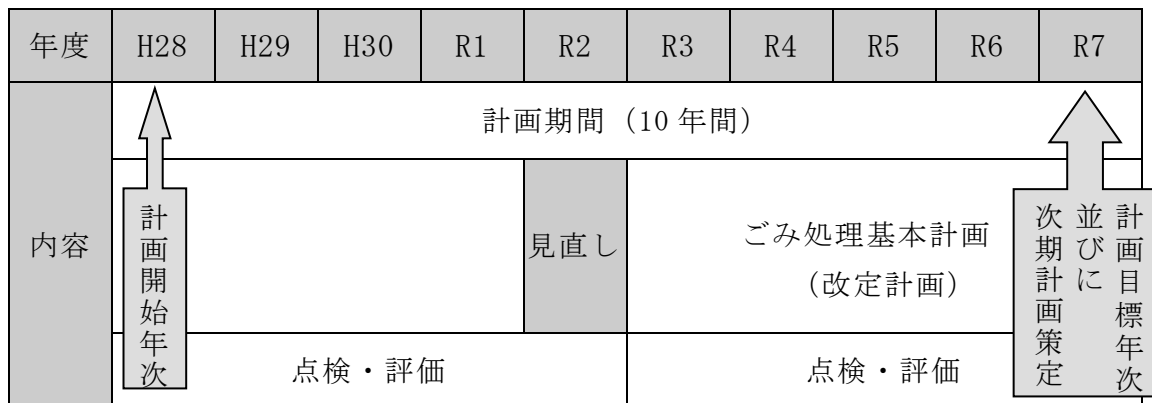 年度 H28 H29 H30 R1 R2 R3 R4 R5 R6 R7
計画期間（10年間）
内容
計画開始年次
見直し
ごみ処理基本計画
（改定計画）
計画目標年次
並びに
次期計画策定
点検・評価
点検・評価